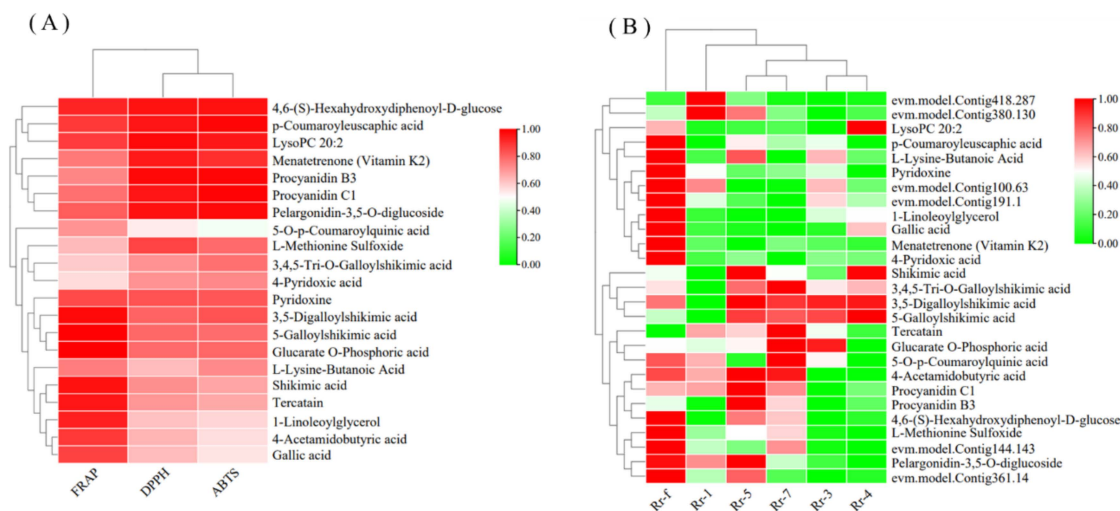 ( A )
4,6-(S)-Hexahydroxydiphenoyl-D-glucose
p-Coumaroyleuscaphic acid
LysoPC 20:2
Menatetrenone (Vitamin K2)
Procyanidin B3
Procyanidin C1
Pelargonidin-3,5-O-diglucoside
5-O-p-Coumaroylquinic acid
L-Methionine Sulfoxide
3,4,5-Tri-O-Galloylshikimic acid
4-Pyridoxic acid
Pyridoxine
3,5-Digalloylshikimic acid
5-Galloylshikimic acid
Glucarate O-Phosphoric acid
L-Lysine-Butanoic Acid
Shikimic acid
Tercatain
1-Linoleoylglycerol
4-Acetamidobutyric acid
Gallic acid
FRAP
DPPH
ABTS
1.00
0.80
0.60
0.40
0.20
0.00
( B )
evm.model.Contig418.287
evm.model.Contig380.130
LysoPC 20:2
p-Coumaroyleuscaphic acid
L-Lysine-Butanoic Acid
Pyridoxine
evm.model.Contig100.63
evm.model.Contig191.1
1-Linoleoylglycerol
Gallic acid
Menatetrenone (Vitamin K2)
4-Pyridoxic acid
Shikimic acid
3,4,5-Tri-O-Galloylshikimic acid
3,5-Digalloylshikimic acid
5-Galloylshikimic acid
Tercatain
Glucarate O-Phosphoric acid
5-O-p-Coumaroylquinic acid
4-Acetamidobutyric acid
Procyanidin C1
Procyanidin B3
4,6-(S)-Hexahydroxydiphenoyl-D-glucose
L-Methionine Sulfoxide
evm.model.Contig144.143
Pelargonidin-3,5-O-diglucoside
evm.model.Contig361.14
Rr-f
Rr-1
Rr-5
Rr-7
Rr-3
Rr-4
1.00
0.80
0.60
0.40
0.20
0.00